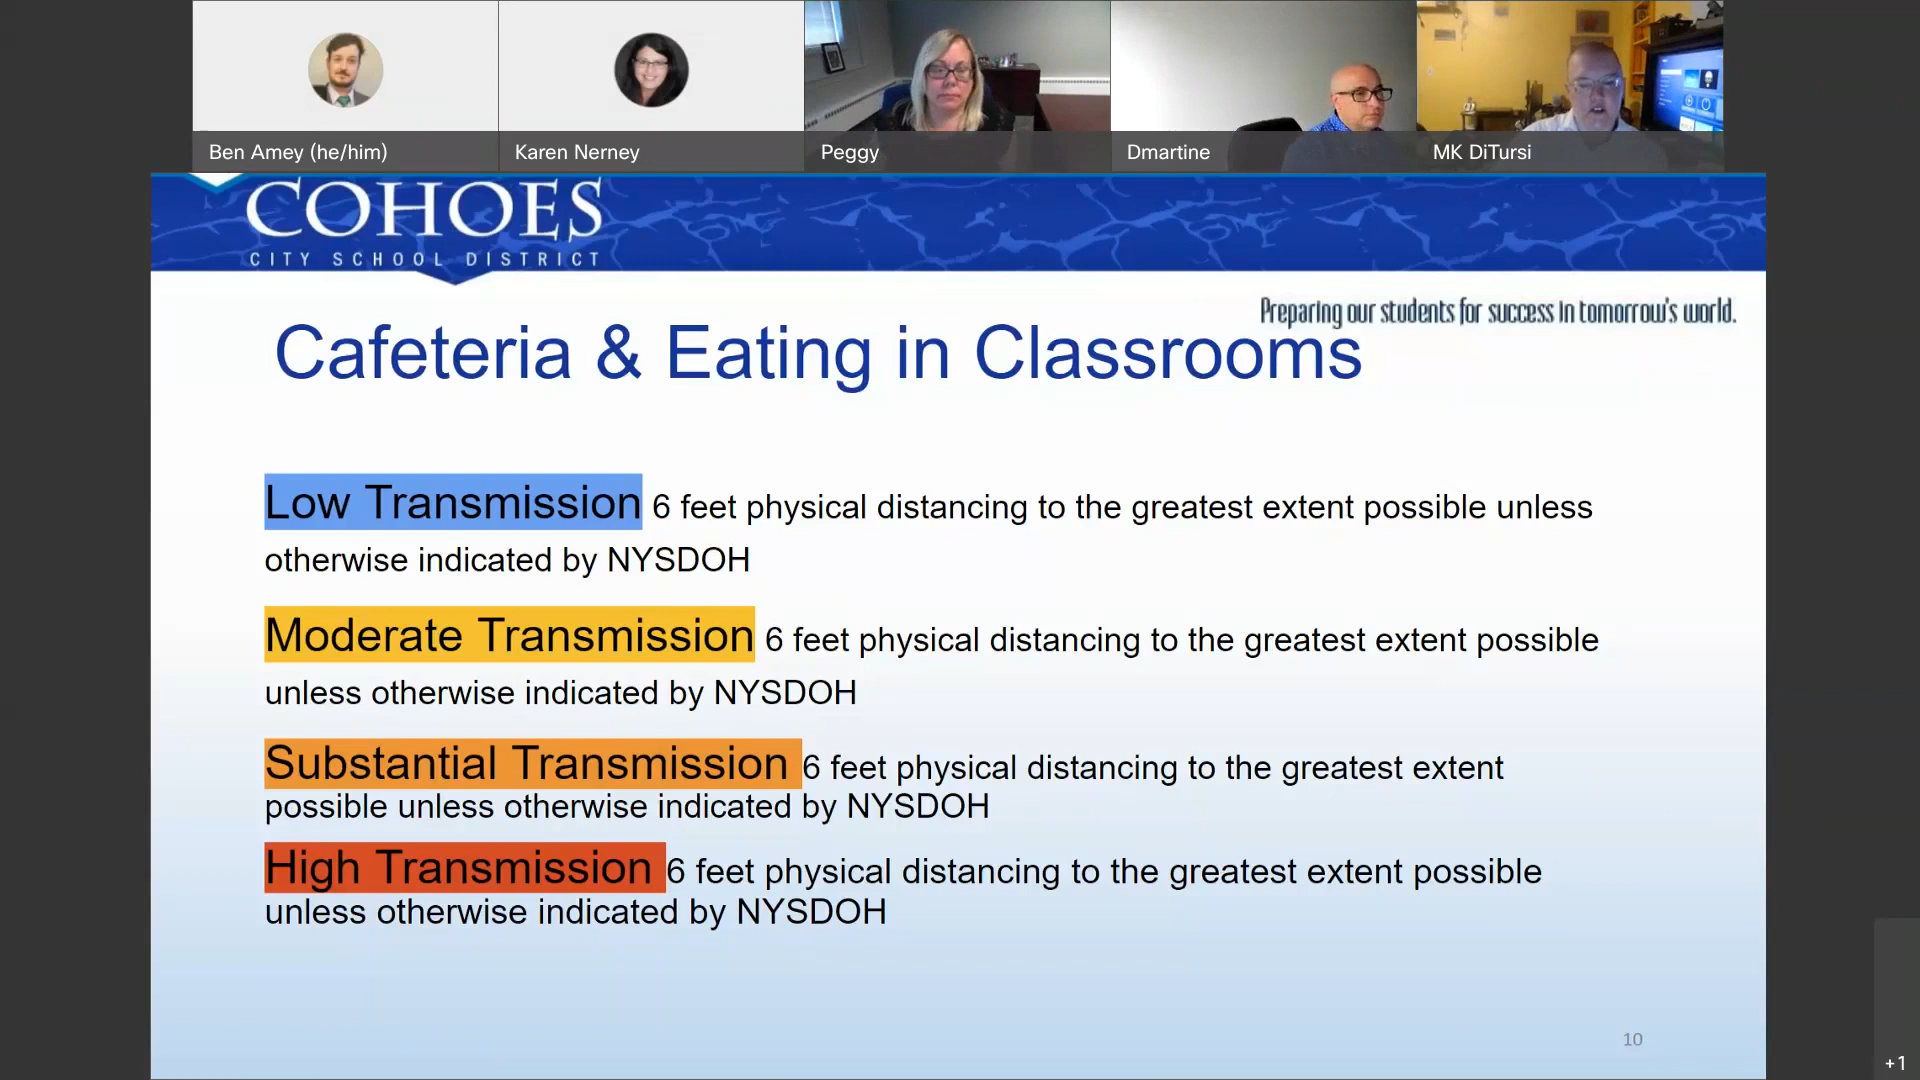 Ben Amey (he/him)
Karen Nerney
Peggy
Dmartine
MK DiTursi
COHOES
CITY SCHOOL DISTRICT
Preparing our students for success in tomorrow's world.
Cafeteria & Eating in Classrooms
Low Transmission 6 feet physical distancing to the greatest extent possible unless
otherwise indicated by NYSDOH
Moderate Transmission 6 feet physical distancing to the greatest extent possible
unless otherwise indicated by NYSDOH
Substantial Transmission 6 feet physical distancing to the greatest extent
possible unless otherwise indicated by NYSDOH
High Transmission 6 feet physical distancing to the greatest extent possible
unless otherwise indicated by NYSDOH
10
+1